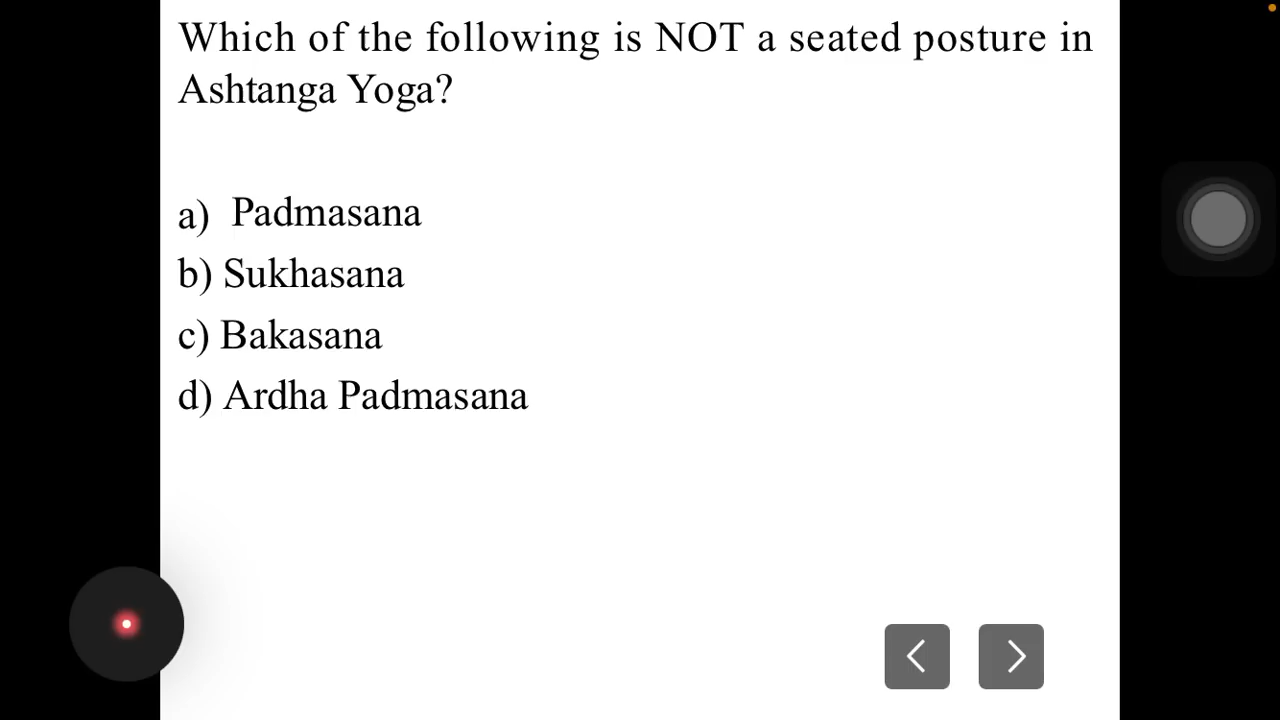 Which of the following is NOT a seated posture in
Ashtanga Yoga?
a) Padmasana
b) Sukhasana
c) Bakasana
d) Ardha Padmasana